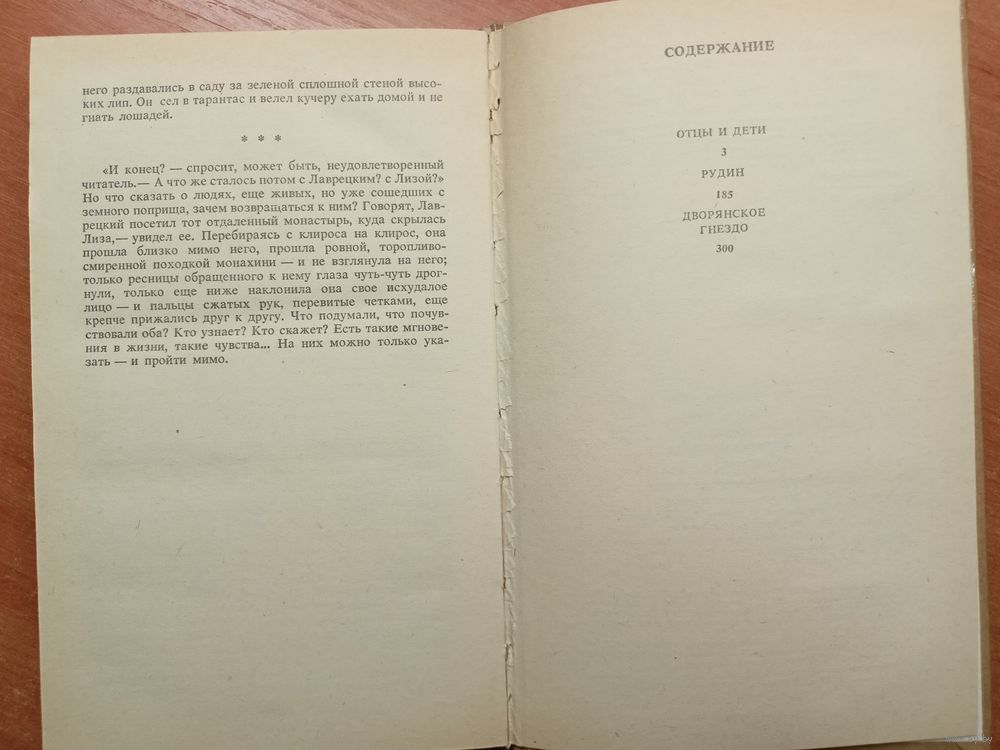 него раздавались в саду за зеленой сплошной стеной высо-
ких лип. Он сел в тарантас и велел кучеру ехать домой и не
гнать лошадей.
* * *
«И конец? — спросит, может быть, неудовлетворенный
читатель.— А что же сталось потом с Лаврецким? с Лизой?»
Но что сказать о людях, еще живых, но уже сошедших с
земного поприща, зачем возвращаться к ним? Говорят, Лав-
рецкий посетил тот отдаленный монастырь, куда скрылась
Лиза,— увидел ее. Перебираясь с клироса на клирос, она
прошла близко мимо него, прошла ровной, торопливо-
смиренной походкой монахини — и не взглянула на него;
только ресницы обращенного к нему глаза чуть-чуть дрог-
нули, только еще ниже наклонила она свое исхудалое
лицо — и пальцы сжатых рук, перевитые четками, еще
крепче прижались друг к другу. Что подумали, что почув-
ствовали оба? Кто узнает? Кто скажет? Есть такие мгнове-
ния в жизни, такие чувства... На них можно только ука-
зать — и пройти мимо.
СОДЕРЖАНИЕ
ОТЦЫ И ДЕТИ
3
РУДИН
185
ДВОРЯНСКОЕ
ГНЕЗДО
300